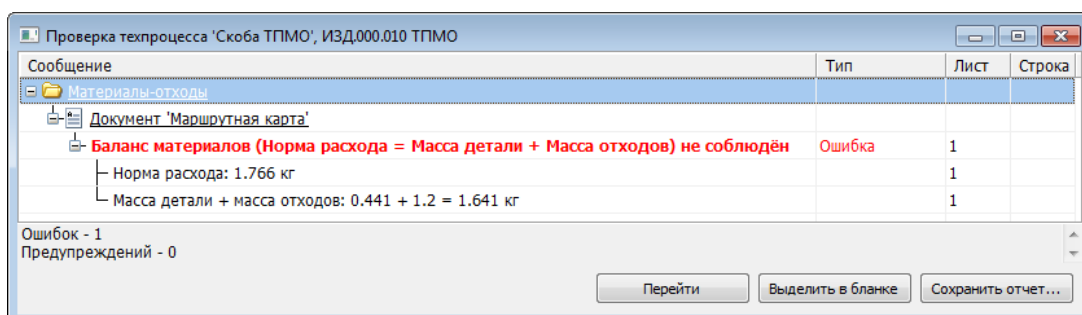 Проверка техпроцесса 'Скоба ТПМО', ИЗД.000.010 ТПМО
Сообщение Тип Лист Строка
Материалы-отходы
Документ 'Маршрутная карта'
Баланс материалов (Норма расхода = Масса детали + Масса отходов) не соблюдён Ошибка 1
Норма расхода: 1.766 кг 1
Масса детали + масса отходов: 0.441 + 1.2 = 1.641 кг 1
Ошибок - 1
Предупреждений - 0
Перейти Выделить в бланке Сохранить отчет...